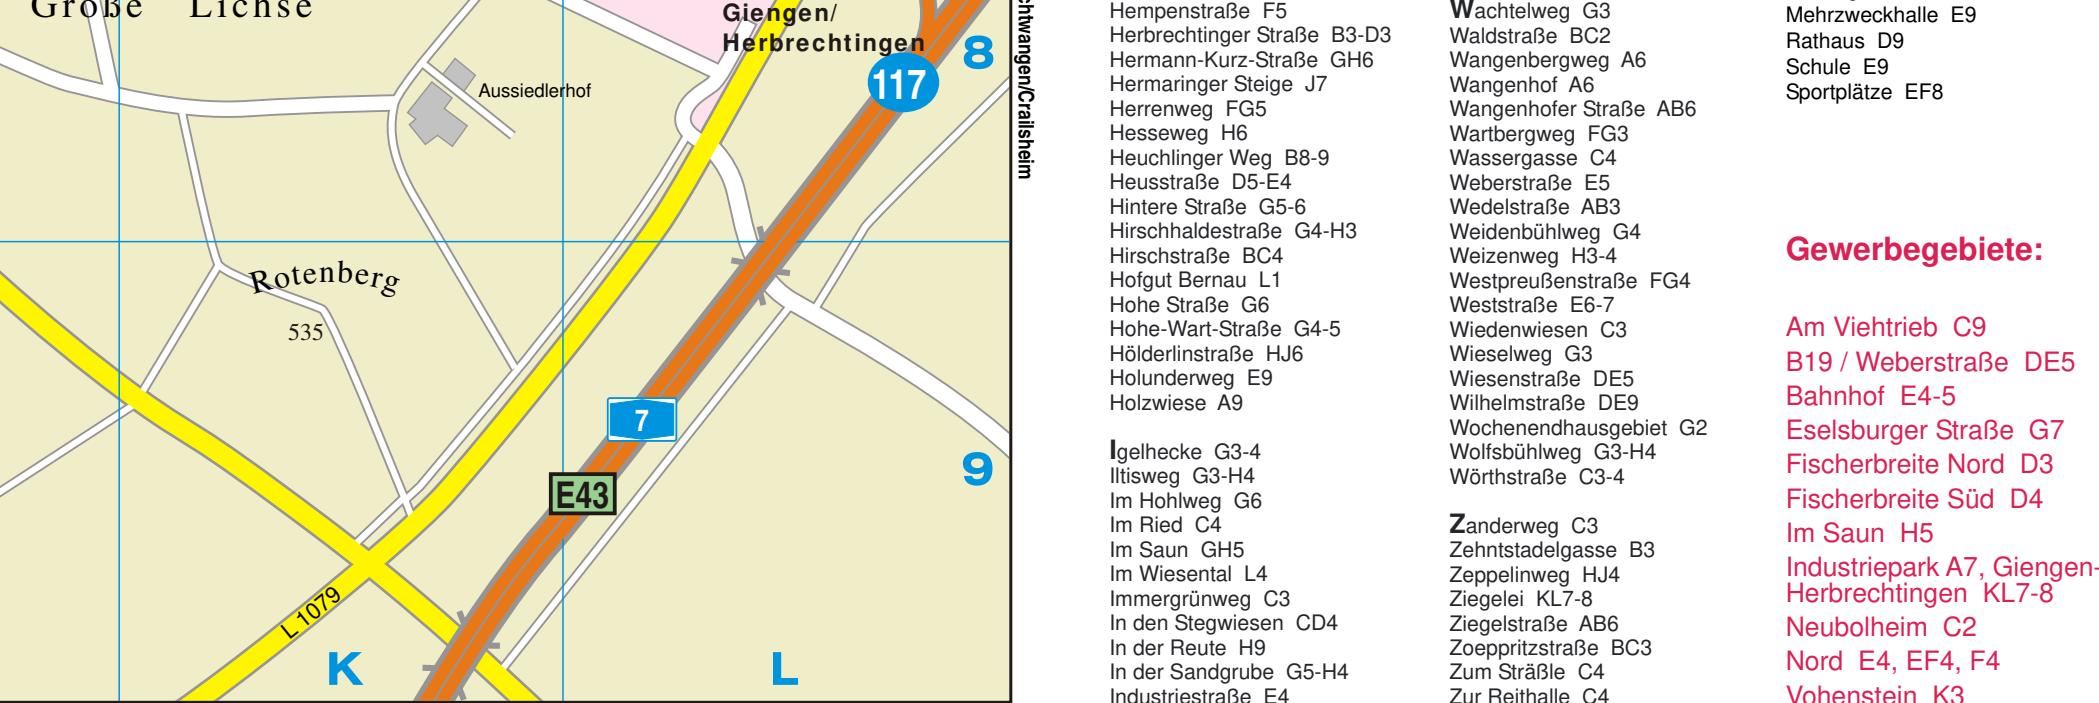 Große Lichse
Giengen/
Herbrechtingen
8
117
Aussiedlerhof
chtwangen/Crailsheim
Rotenberg
535
7
E43
9
L 1079
K
L
Hempenstraße F5
Herbrechtinger Straße B3-D3
Hermann-Kurz-Straße GH6
Hermaringer Steige J7
Herrenweg FG5
Hesseweg H6
Heuchlinger Weg B8-9
Heusstraße D5-E4
Hintere Straße G5-6
Hirschhaldestraße G4-H3
Hirschstraße BC4
Hofgut Bernau L1
Hohe Straße G6
Hohe-Wart-Straße G4-5
Hölderlinstraße HJ6
Holunderweg E9
Holzwiese A9
Igelhecke G3-4
Iltisweg G3-H4
Im Hohlweg G6
Im Ried C4
Im Saun GH5
Im Wiesental L4
Immergrünweg C3
In den Stegwiesen CD4
In der Reute H9
In der Sandgrube G5-H4
Industriestraße E4
Wachtelweg G3
Waldstraße BC2
Wangenbergweg A6
Wangenhof A6
Wangenhofer Straße AB6
Wartbergweg FG3
Wassergasse C4
Weberstraße E5
Wedelstraße AB3
Weidenbühlweg G4
Weizenweg H3-4
Westpreußenstraße FG4
Weststraße E6-7
Wiedenwiesen C3
Wieselweg G3
Wiesenstraße DE5
Wilhelmstraße DE9
Wochenendhausgebiet G2
Wolfsbühlweg G3-H4
Wörthstraße C3-4
Zanderweg C3
Zehntstadelgasse B3
Zeppelinweg HJ4
Ziegelei KL7-8
Ziegelstraße AB6
Zoeppritzstraße BC3
Zum Sträßle C4
Zur Reithalle C4
Mehrzweckhalle E9
Rathaus D9
Schule E9
Sportplätze EF8
Gewerbegebiete:
Am Viehtrieb C9
B19 / Weberstraße DE5
Bahnhof E4-5
Eselsburger Straße G7
Fischerbreite Nord D3
Fischerbreite Süd D4
Im Saun H5
Industriepark A7, Giengen-
Herbrechtingen KL7-8
Neubolheim C2
Nord E4, EF4, F4
Vohenstein K3